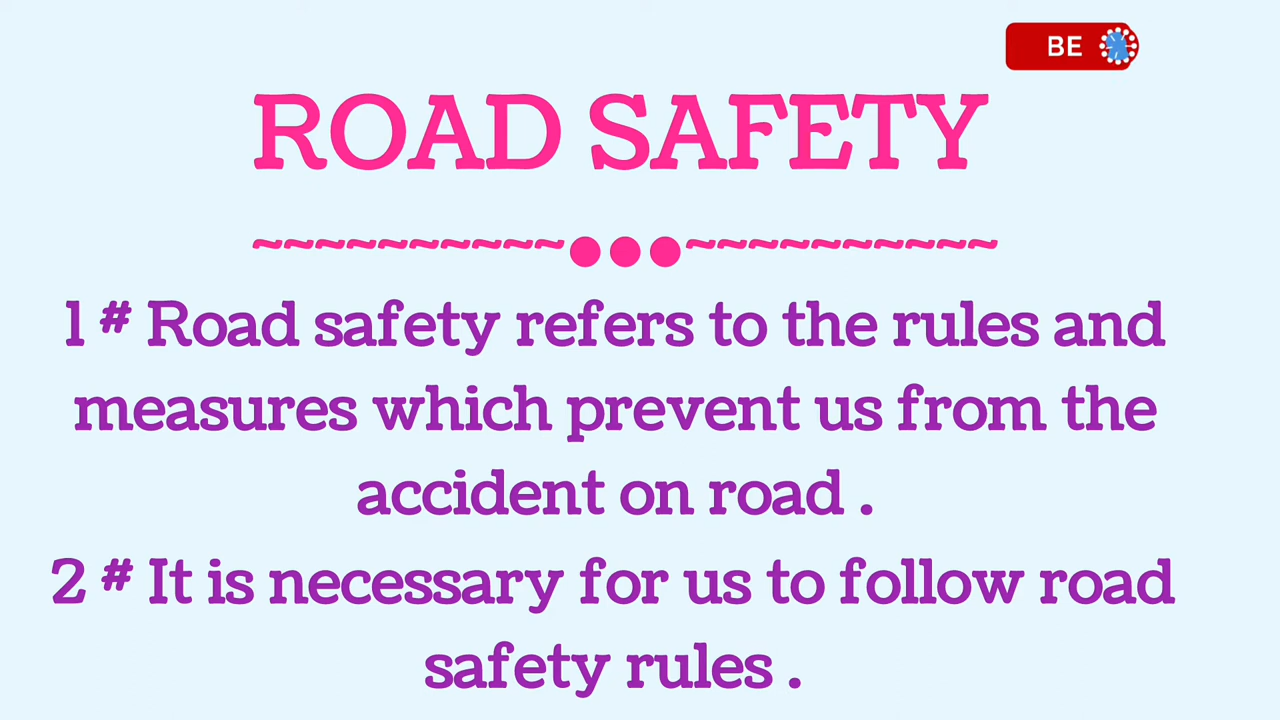 BE
ROAD SAFETY
~~~~~~~~~~●●●~~~~~~~~~~
1 # Road safety refers to the rules and
measures which prevent us from the
accident on road .
2 # It is necessary for us to follow road
safety rules .